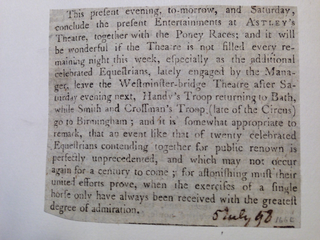 This present evening, to-morrow, and Saturday,
conclude the present Entertainments at ASTLEY's
Theatre, together with the Poney Races; and it will
be wonderful if the Theatre is not filled every re-
maining night this week, eſpecially as the additional
celebrated Equeſtrians, lately engaged by the Mana-
ger, leave the Weſtminſter-bridge Theatre after Sa-
turday evening next, Handy's Troop returning to Bath,
while Smith and Croſſman's Troop, (late of the Circus)
go to Birmingham; and it is ſomewhat appropriate to
remark, that an event like that of twenty celebrated
Equeſtrians contending together for public renown is
perfectly unprecedented, and which may not occur
again for a century to come; for aſtoniſhing muſt their
united efforts prove, when the exerciſes of a ſingle
horſe only have always been received with the greateſt
degree of admiration.
5 July 98